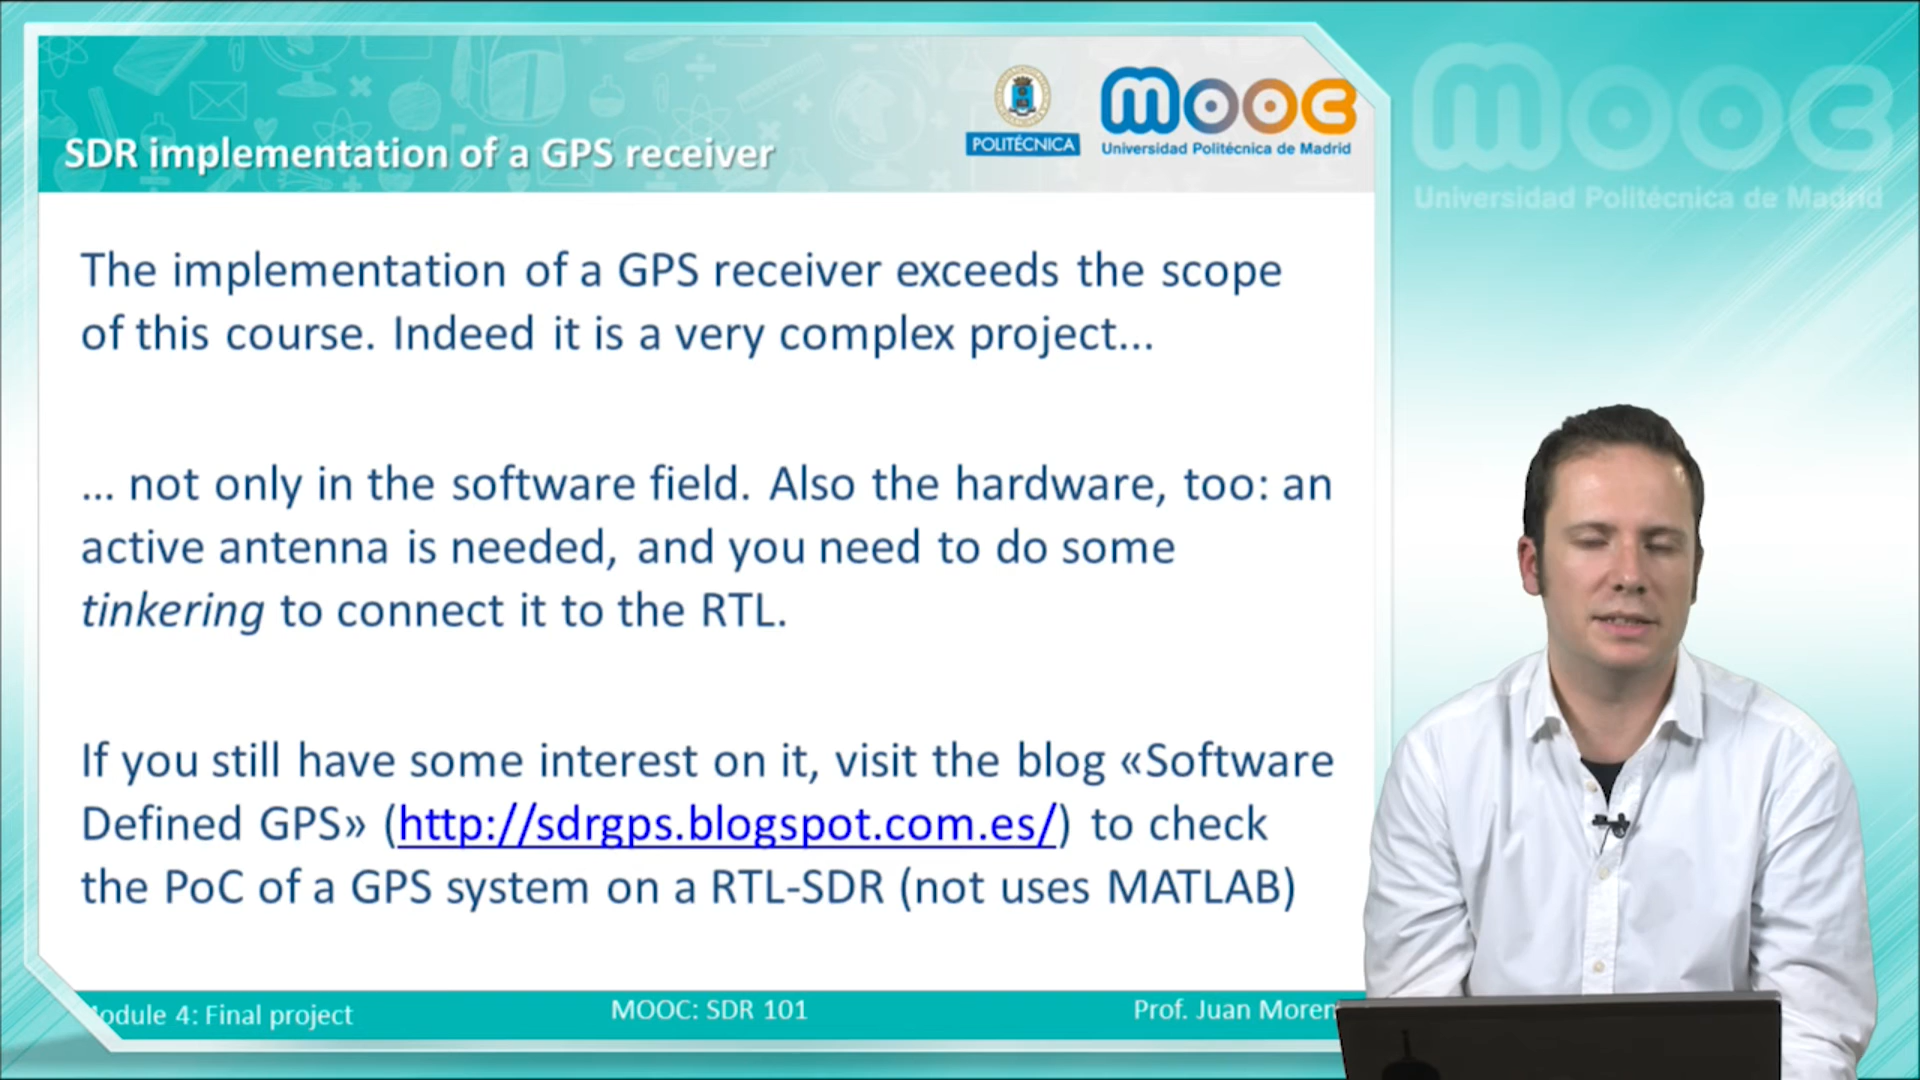 SDR implementation of a GPS receiver
POLITÉCNICA
mooc
Universidad Politécnica de Madrid
mooc
Universidad Politécnica de Madrid
The implementation of a GPS receiver exceeds the scope
of this course. Indeed it is a very complex project...
... not only in the software field. Also the hardware, too: an
active antenna is needed, and you need to do some
tinkering to connect it to the RTL.
If you still have some interest on it, visit the blog «Software
Defined GPS» (http://sdrgps.blogspot.com.es/) to check
the PoC of a GPS system on a RTL-SDR (not uses MATLAB)
odule 4: Final project
MOOC: SDR 101
Prof. Juan Moren